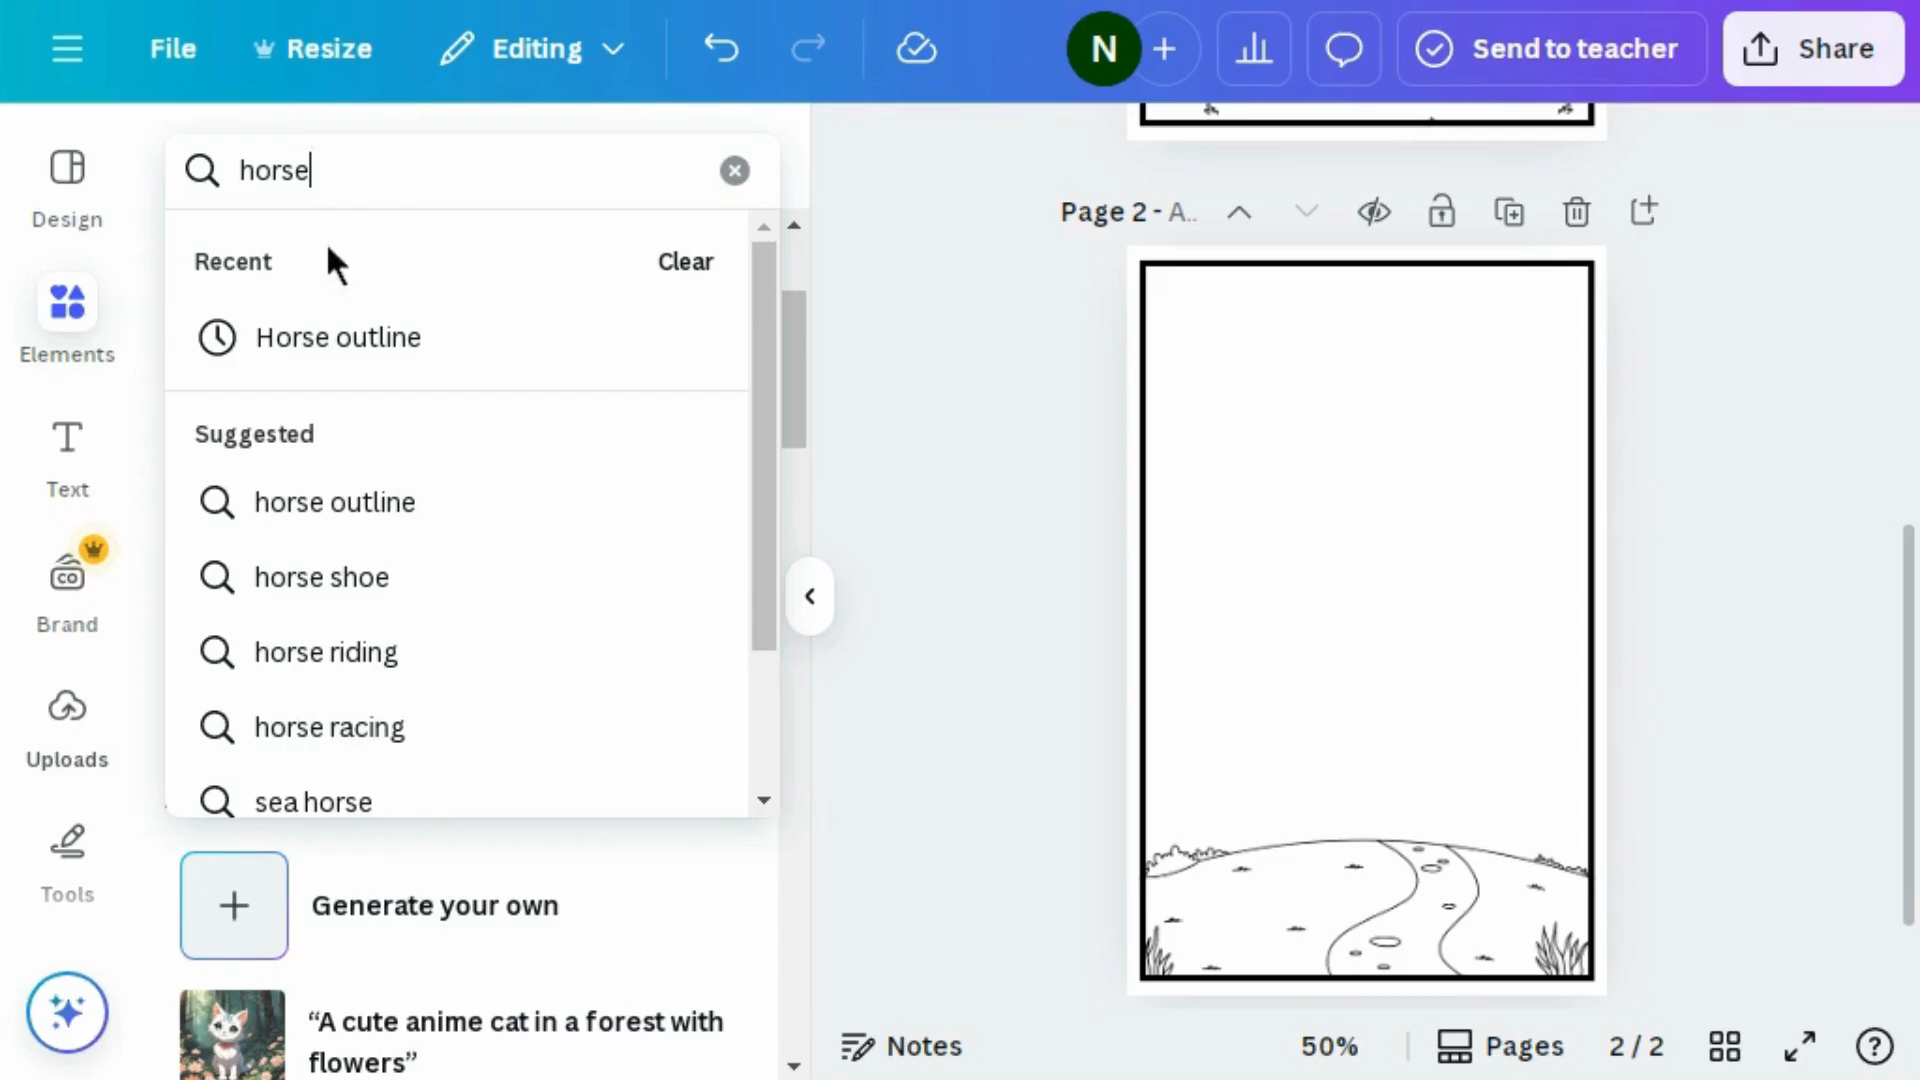 File
Resize
Editing
N
Send to teacher
Share
horse
Design
Recent
Clear
Horse outline
Elements
Suggested
horse outline
Text
horse shoe
Brand
CO
horse riding
horse racing
Uploads
sea horse
Tools
Generate your own
“A cute anime cat in a forest with
flowers”
Page 2 - A..
Notes
50%
Pages
2 / 2
?